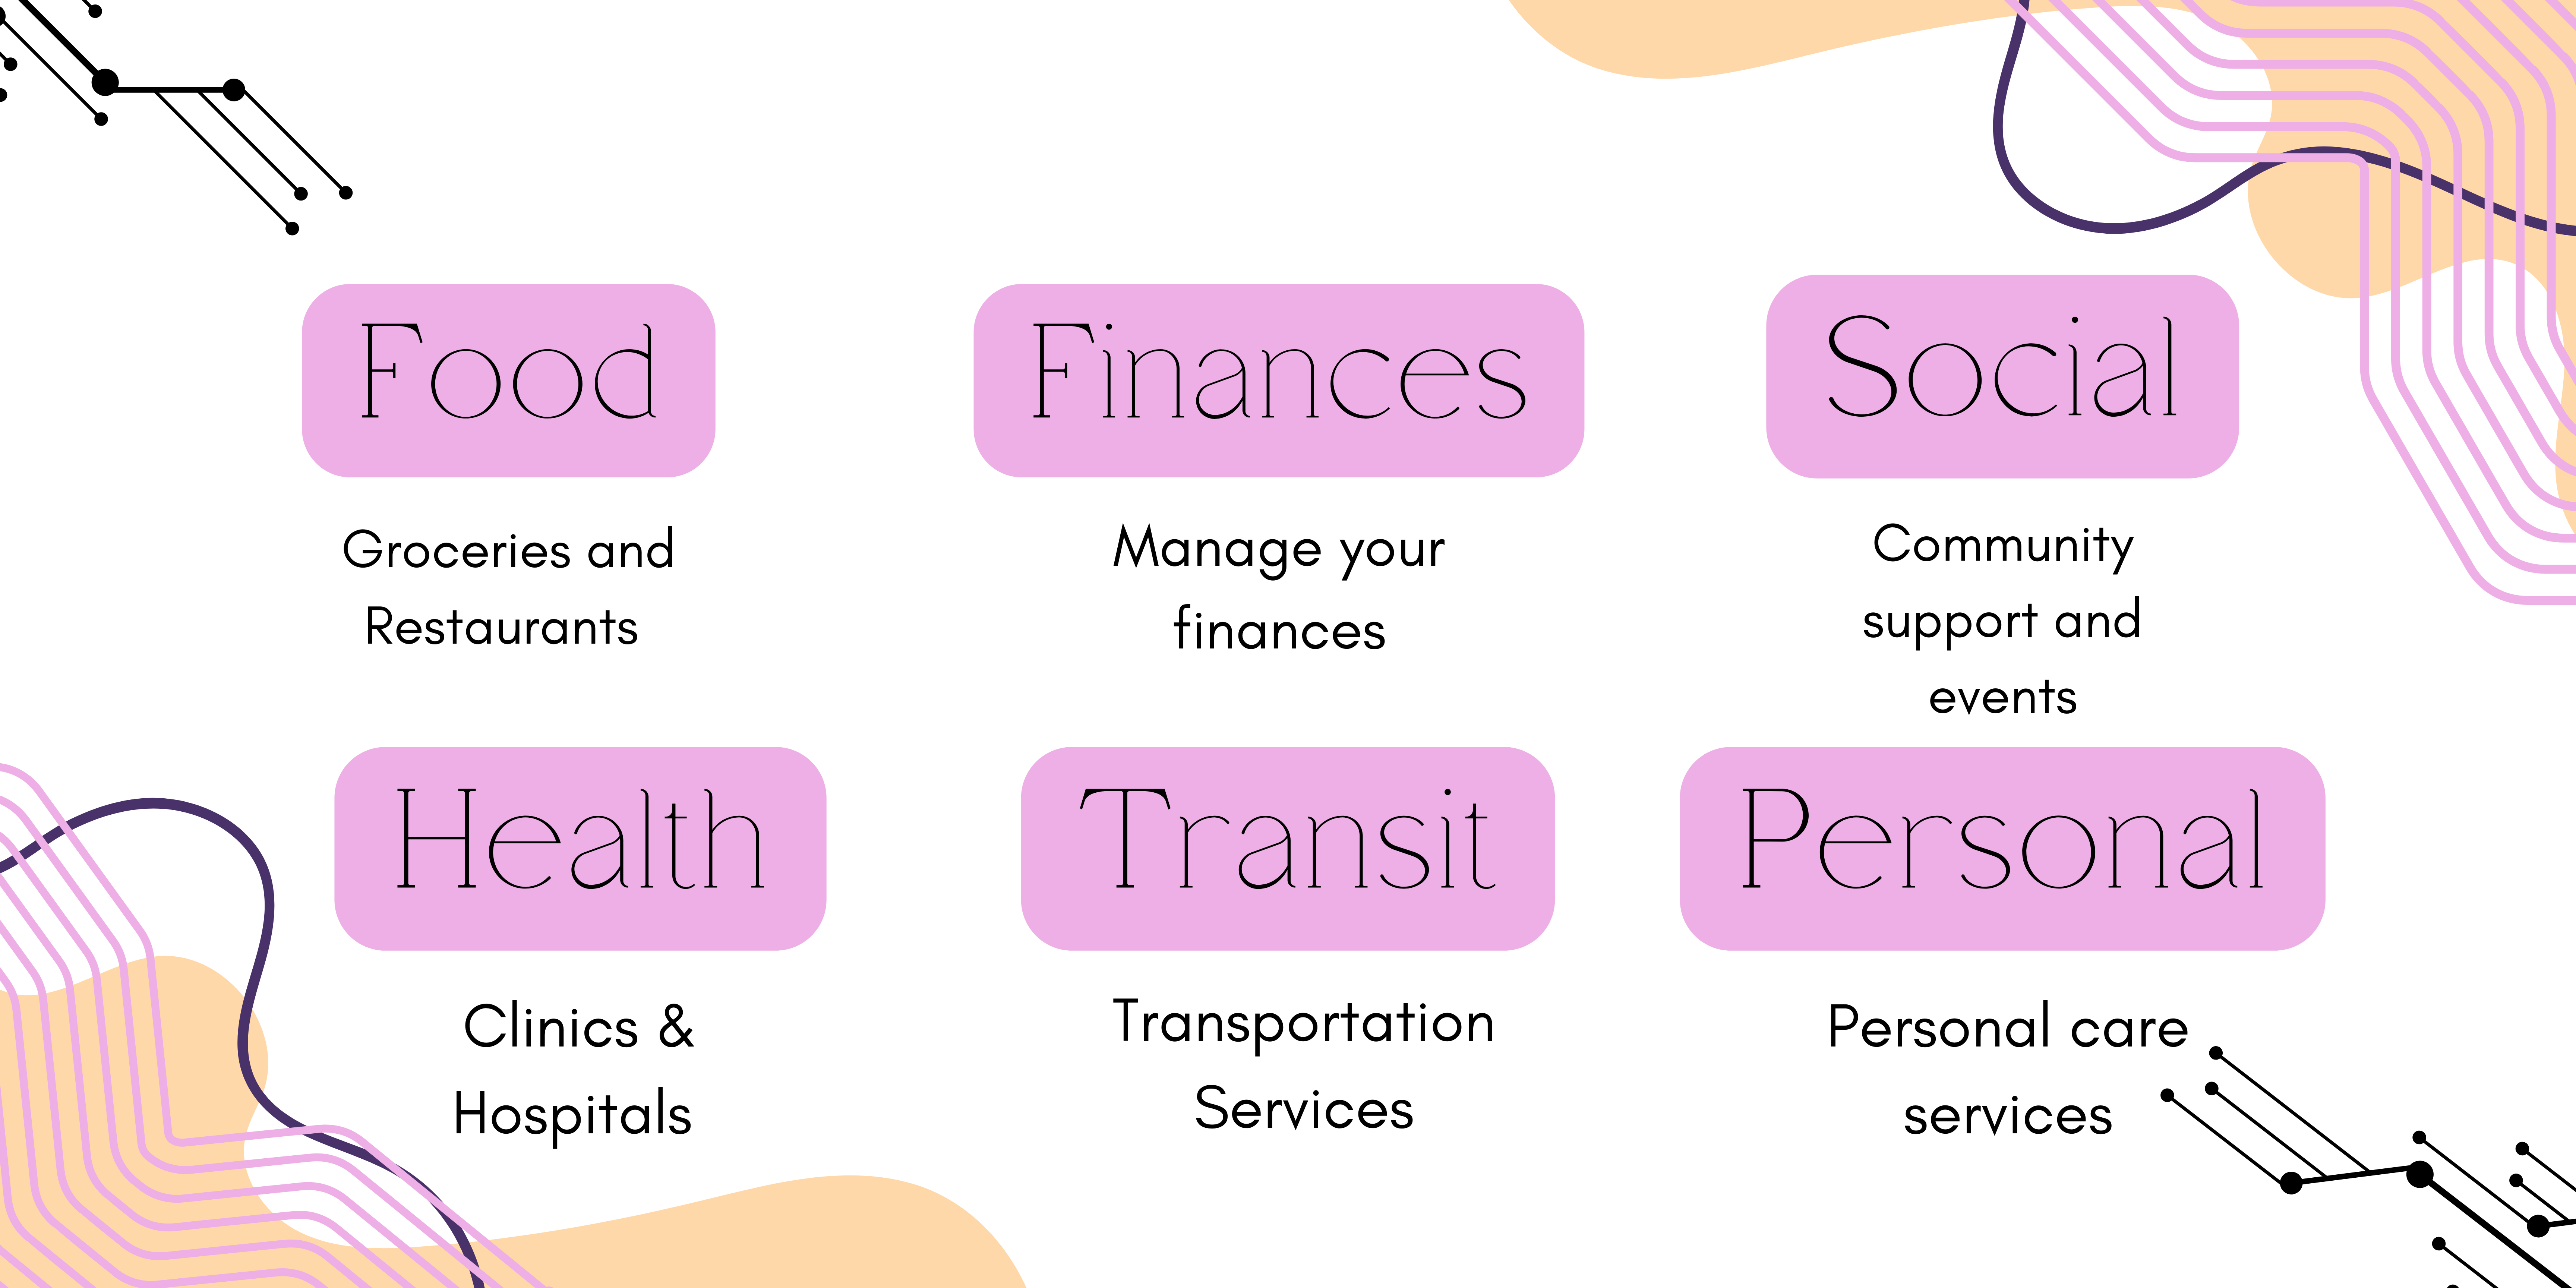 Food
Groceries and
Restaurants
Finances
Manage your
finances
Social
Community
support and
events
Health
Clinics &
Hospitals
Transit
Transportation
Services
Personal
Personal care
services